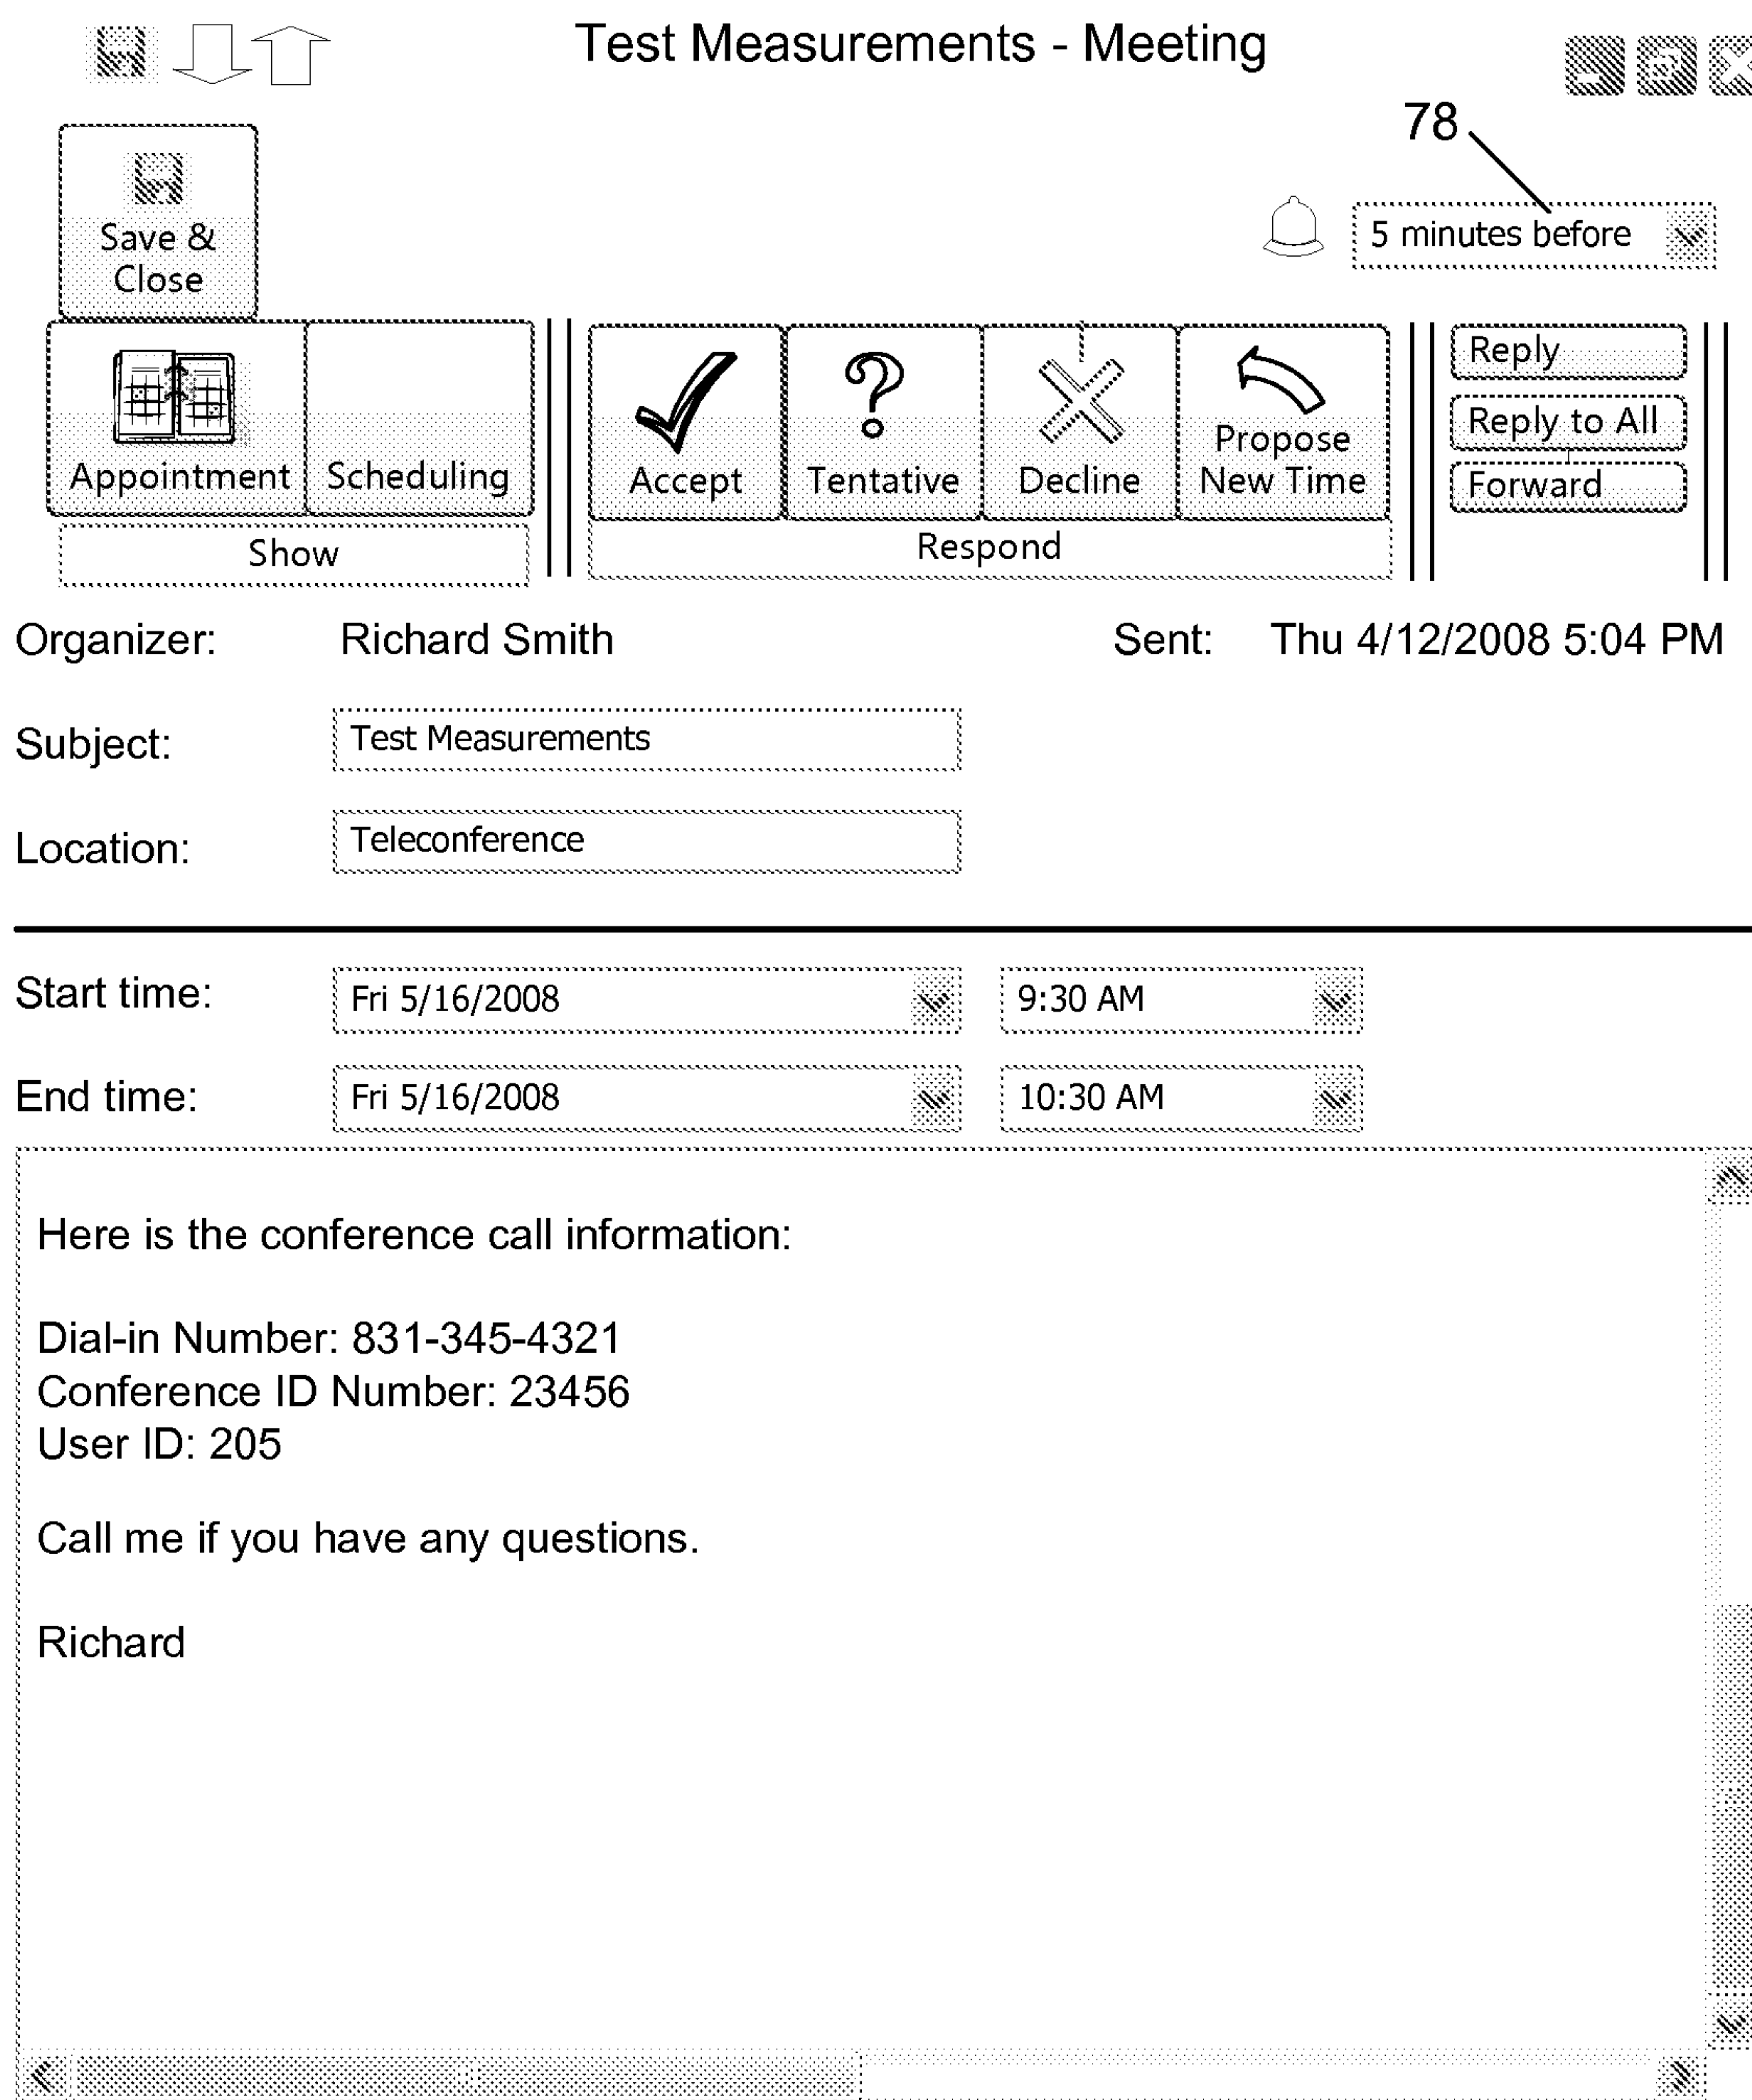 Test Measurements - Meeting
78
Save &
Close
5 minutes before
Appointment
Scheduling
Show
Accept
Tentative
Decline
Propose
New Time
Respond
Reply
Reply to All
Forward
Organizer: Richard Smith Sent: Thu 4/12/2008 5:04 PM
Subject: Test Measurements
Location: Teleconference
Start time: Fri 5/16/2008 9:30 AM
End time: Fri 5/16/2008 10:30 AM
Here is the conference call information:
Dial-in Number: 831-345-4321
Conference ID Number: 23456
User ID: 205
Call me if you have any questions.
Richard